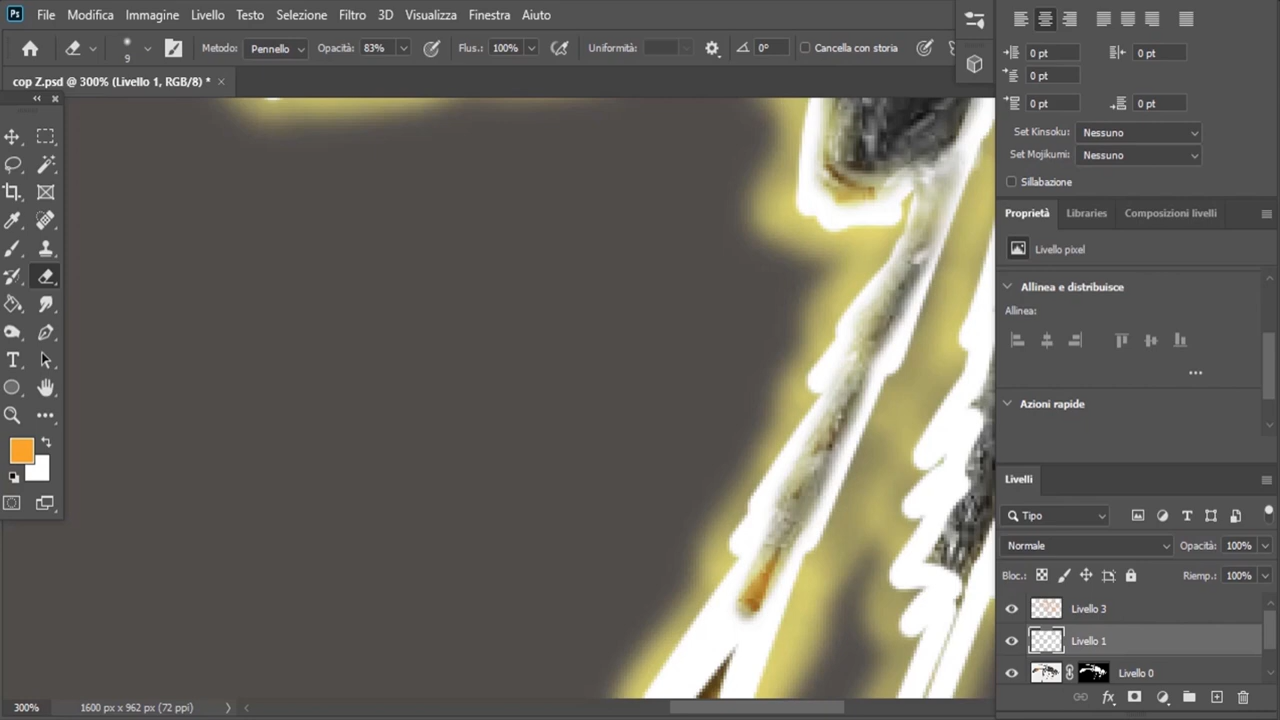 Ps File Modifica Immagine Livello Testo Selezione Filtro 3D Visualizza Finestra Aiuto
9 Metodo: Pennello Opacità: 83% Flus.: 100% Uniformità: 0° Cancella con storia
cop Z.psd @ 300% (Livello 1, RGB/8) *
0 pt 0 pt
0 pt
0 pt 0 pt
Set Kinsoku: Nessuno
Set Mojikumi: Nessuno
Sillabazione
Proprietà Libraries Composizioni livelli
Livello pixel
Allinea e distribuisce
Allinea:
Azioni rapide
Livelli
Tipo
Normale Opacità: 100%
Bloc.: Riemp.: 100%
Livello 3
Livello 1
Livello 0
fx
300% 1600 px x 962 px (72 ppi)